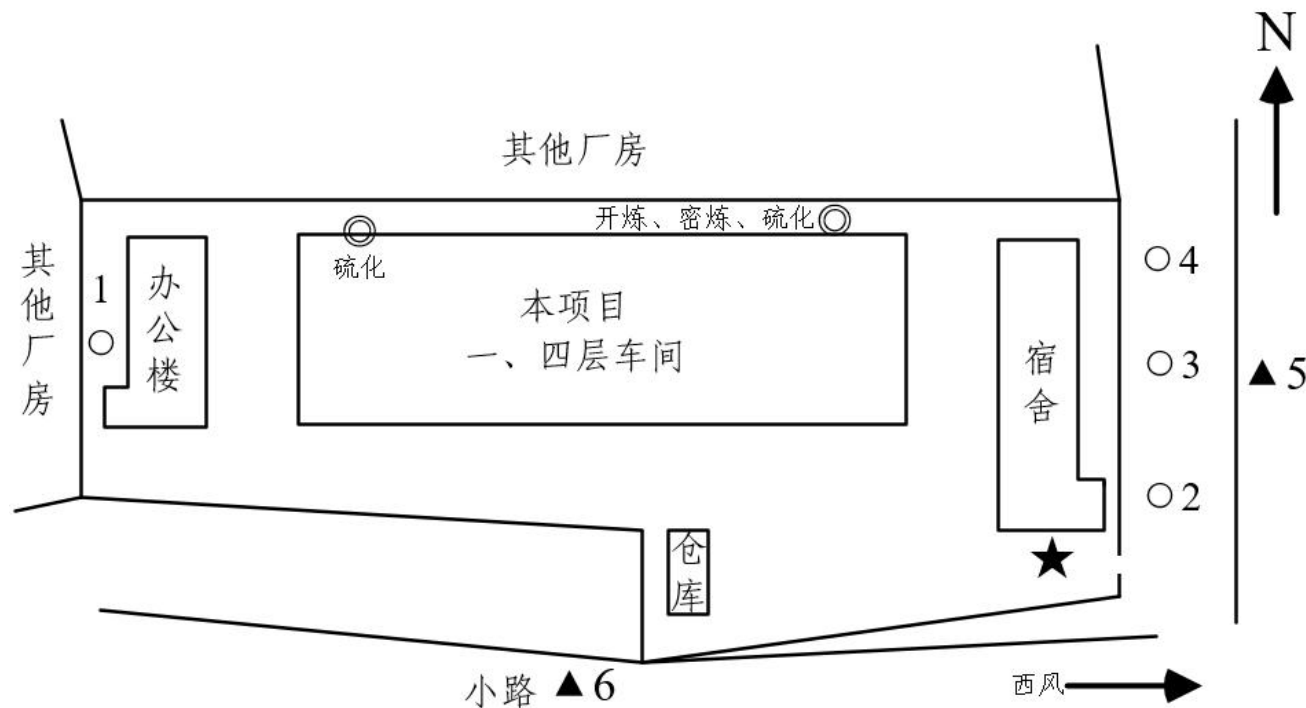 N
其他厂房
开炼、密炼、硫化
硫化
其他厂房
1
办公楼
本项目
一、四层车间
宿舍
4
3
▲5
2
仓库
小路 ▲6
西风